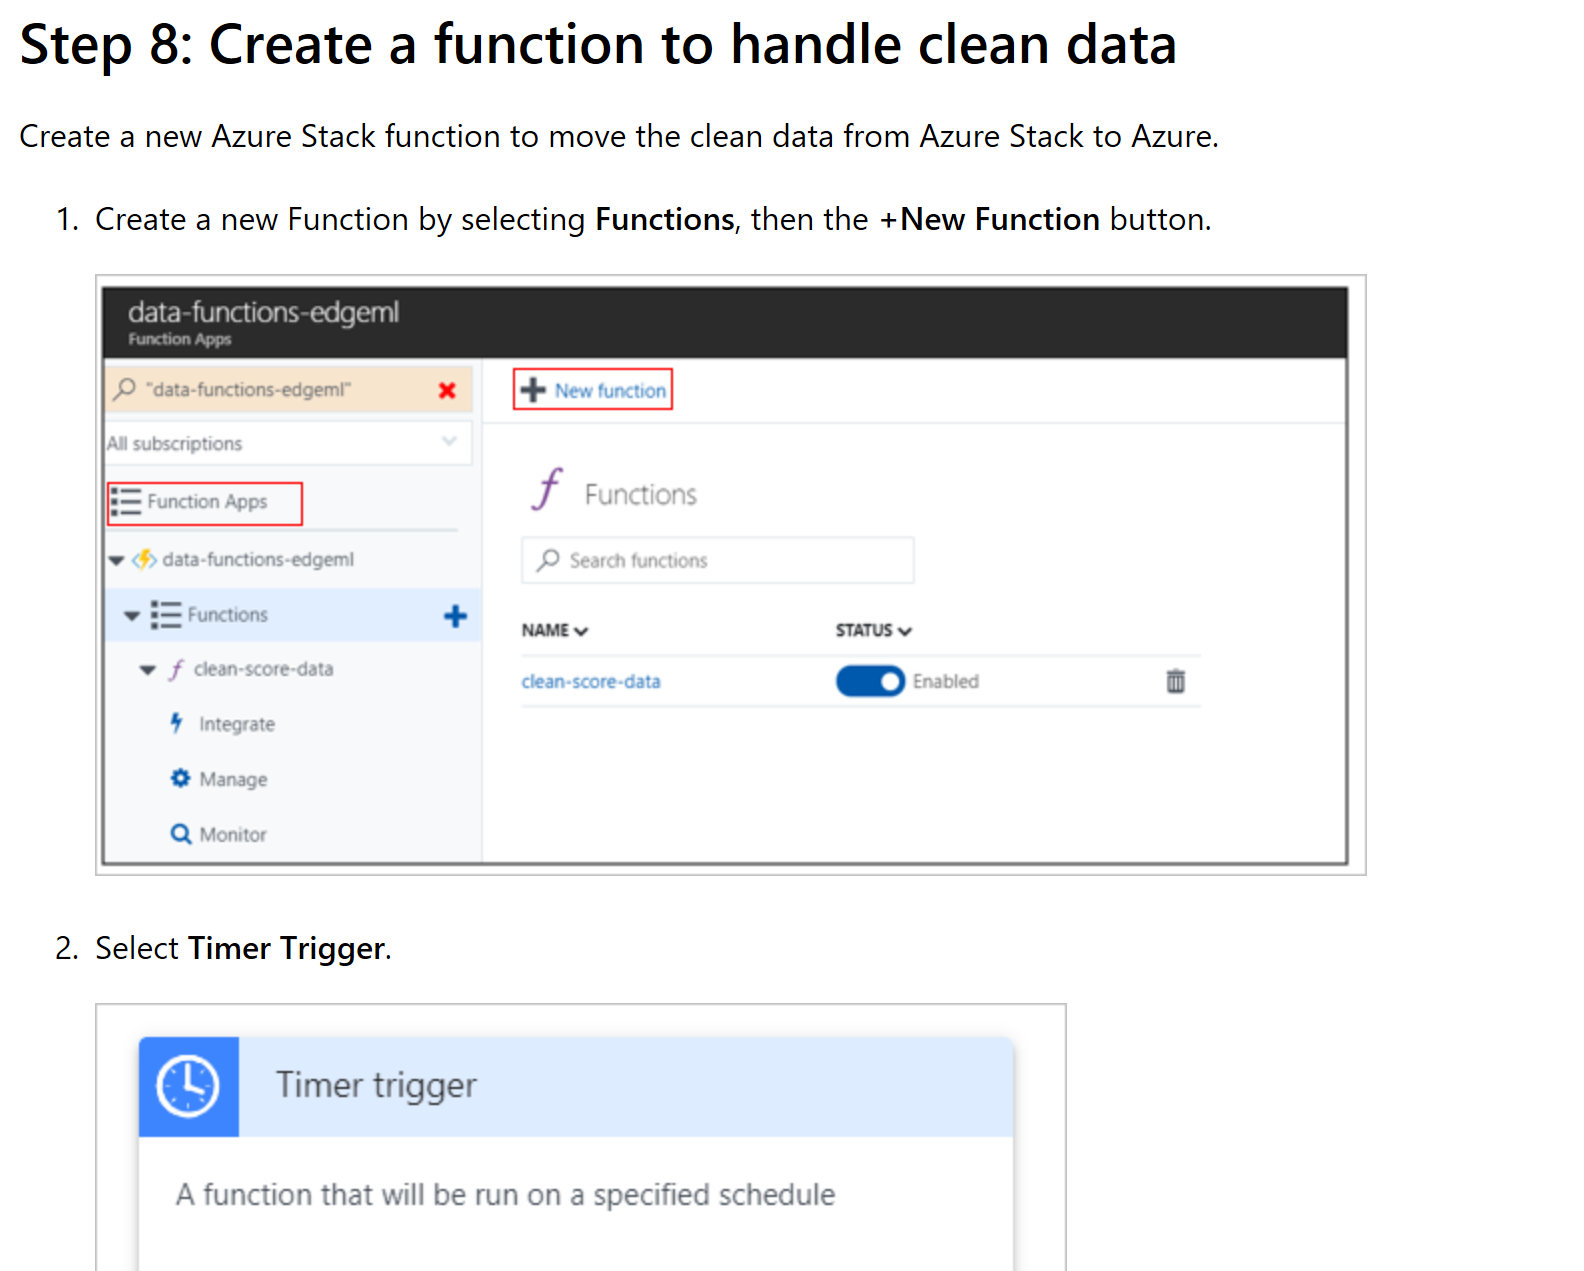 Step 8: Create a function to handle clean data
Create a new Azure Stack function to move the clean data from Azure Stack to Azure.
1. Create a new Function by selecting Functions, then the +New Function button.
data-functions-edgeml
Function Apps
"data-functions-edgeml"
All subscriptions
Function Apps
data-functions-edgeml
Functions
clean-score-data
Integrate
Manage
Monitor
New function
Functions
Search functions
NAME STATUS
clean-score-data Enabled
2. Select Timer Trigger.
Timer trigger
A function that will be run on a specified schedule